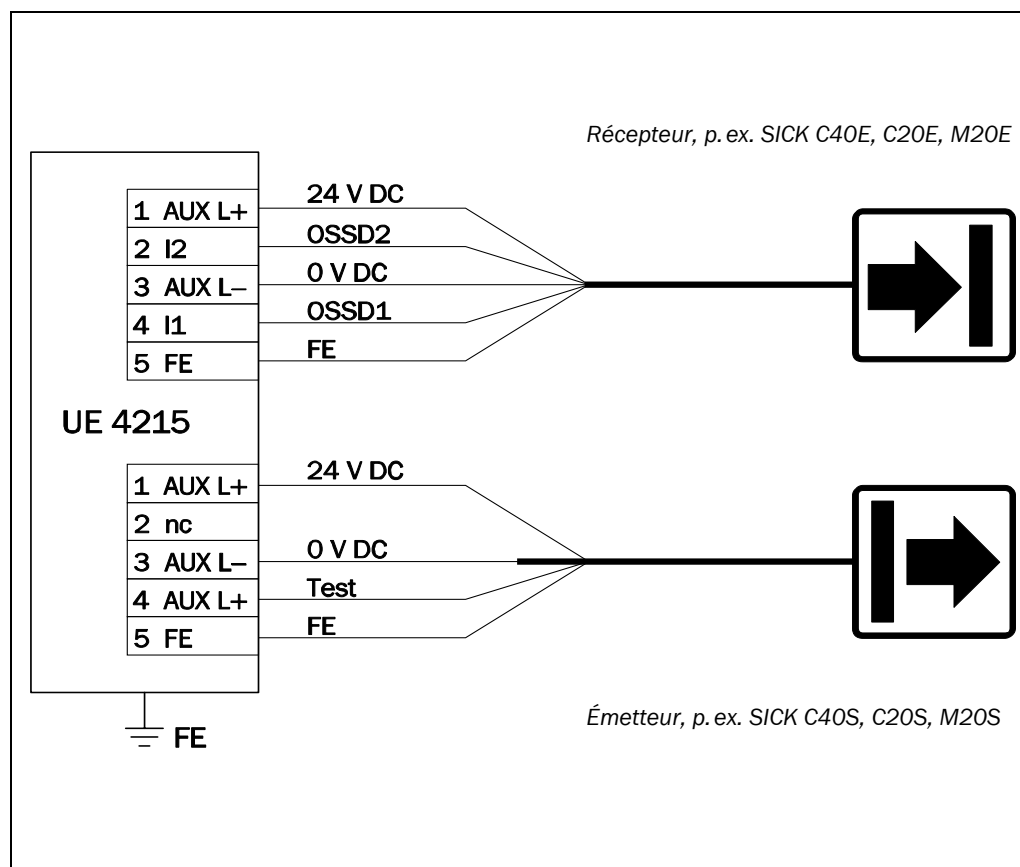 Récepteur, p. ex. SICK C40E, C20E, M20E
1 AUX L+
24 V DC
2 I2
OSSD2
3 AUX L–
0 V DC
4 I1
OSSD1
5 FE
FE
UE 4215
1 AUX L+
24 V DC
2 nc
3 AUX L–
0 V DC
4 AUX L+
Test
5 FE
FE
Émetteur, p. ex. SICK C40S, C20S, M20S
FE